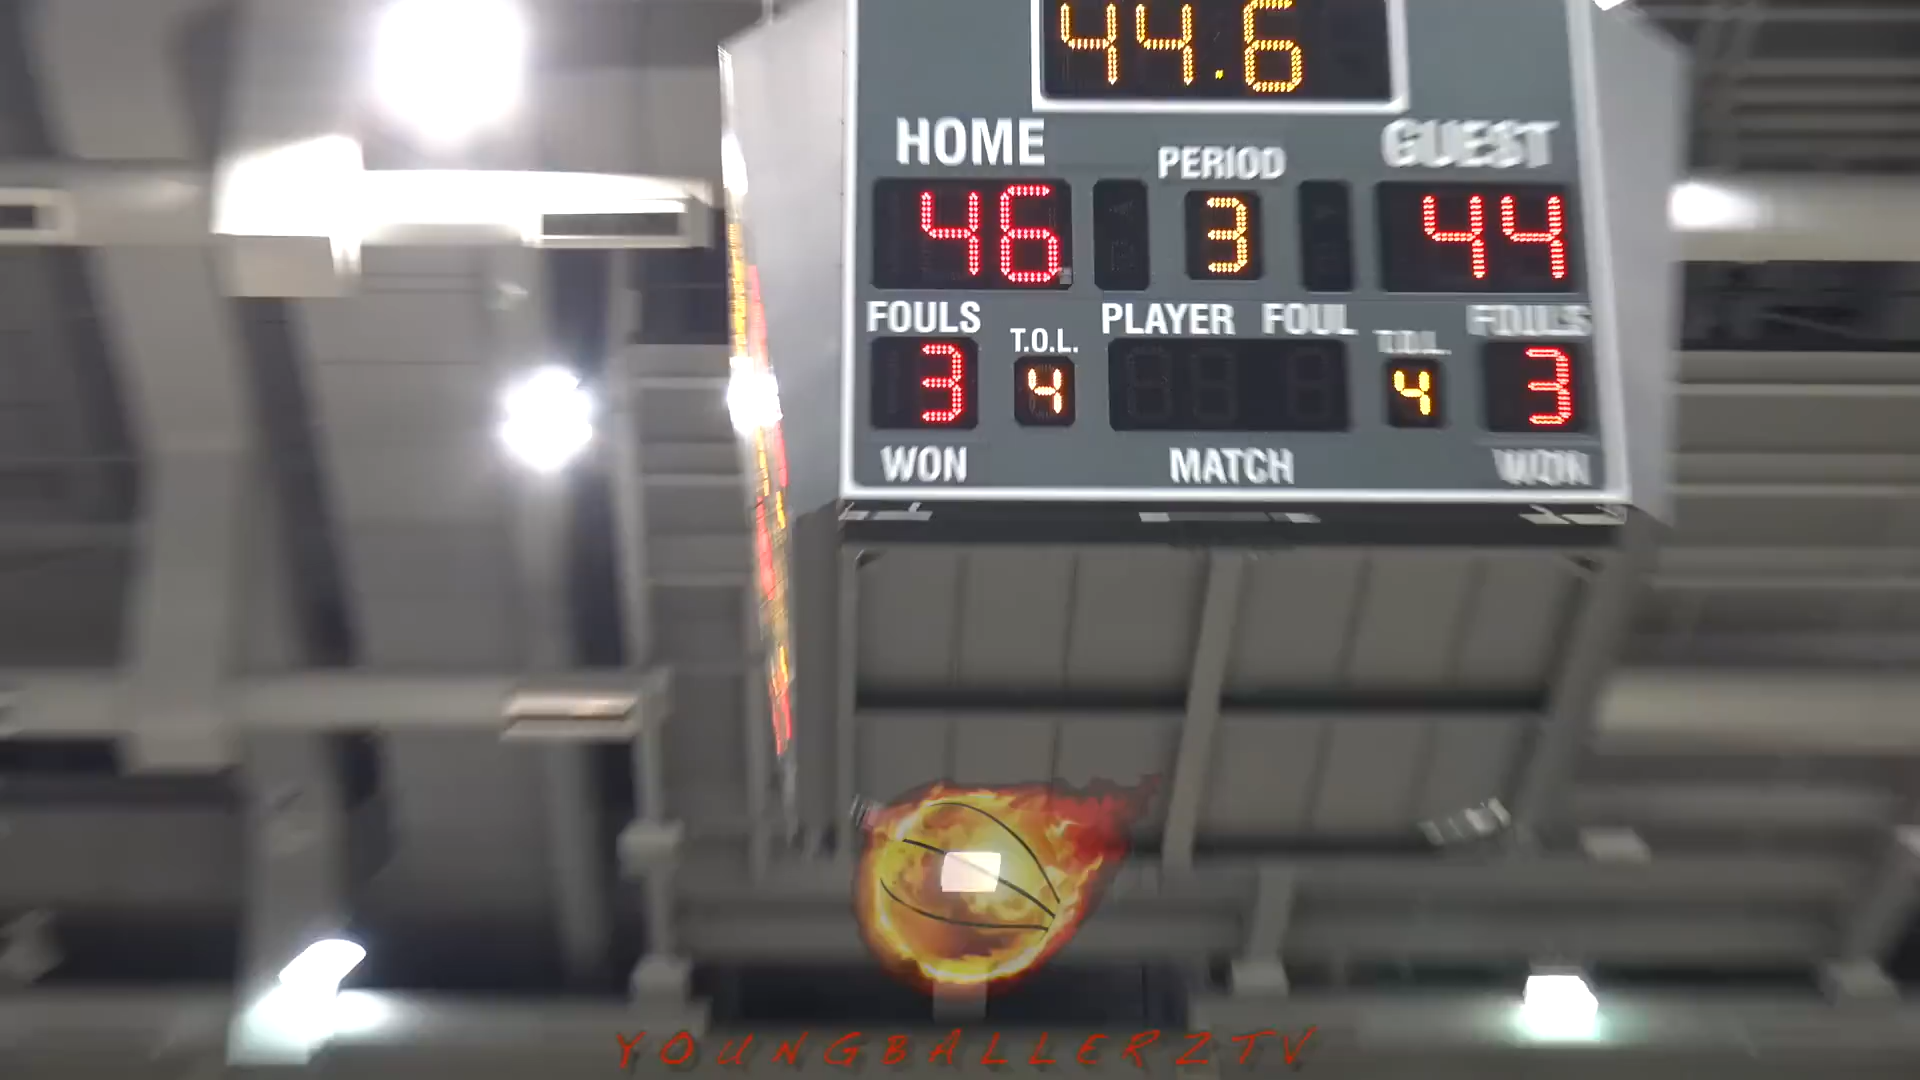 44.6
HOME PERIOD GUEST
46 3 44
FOULS T.O.L. PLAYER FOUL T.O.L. FOULS
3 4 4 3
WON MATCH WON
YOUNGBALLERZTV